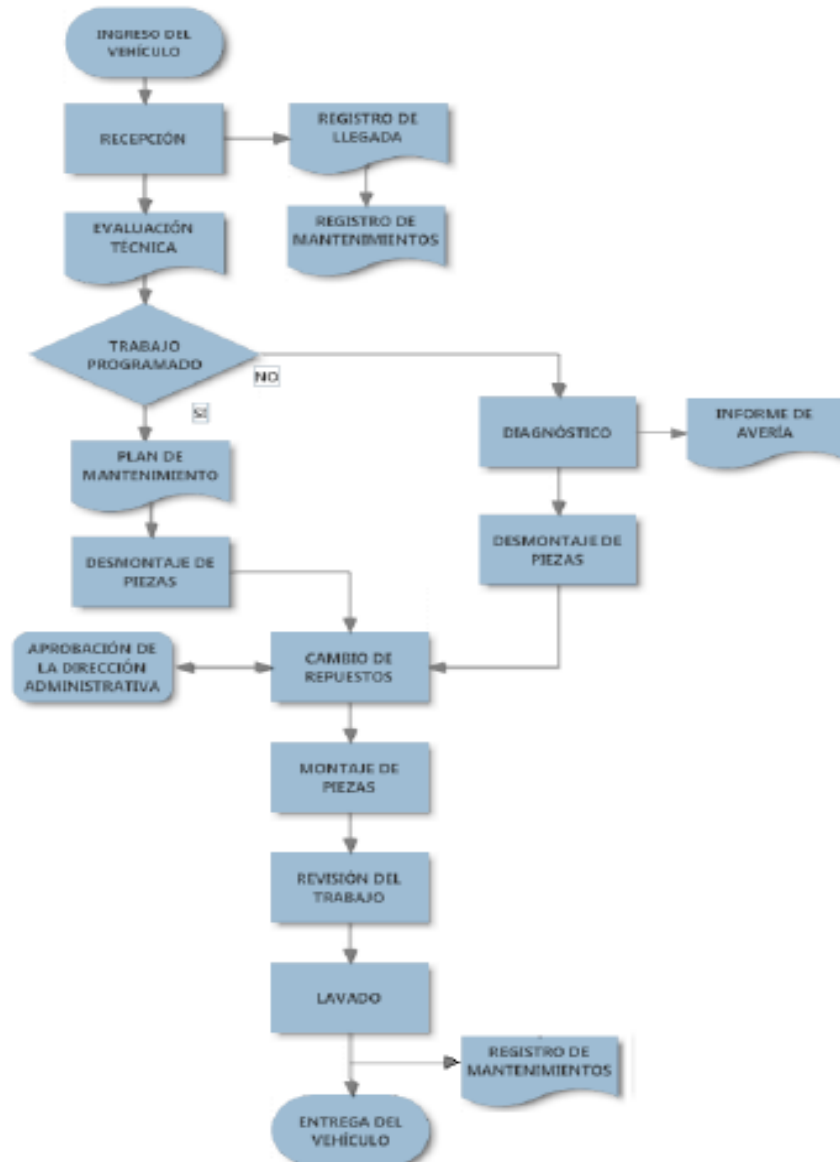 INGRESO DEL
VEHÍCULO
RECEPCIÓN
REGISTRO DE
LLEGADA
EVALUACIÓN
TÉCNICA
REGISTRO DE
MANTENIMIENTOS
TRABAJO
PROGRAMADO
NO
SI
DIAGNÓSTICO
INFORME DE
AVERÍA
PLAN DE
MANTENIMIENTO
DESMONTAJE DE
PIEZAS
DESMONTAJE DE
PIEZAS
APROBACIÓN DE
LA DIRECCIÓN
ADMINISTRATIVA
CAMBIO DE
REPUESTOS
MONTAJE DE
PIEZAS
REVISIÓN DEL
TRABAJO
LAVADO
REGISTRO DE
MANTENIMIENTOS
ENTREGA DEL
VEHÍCULO